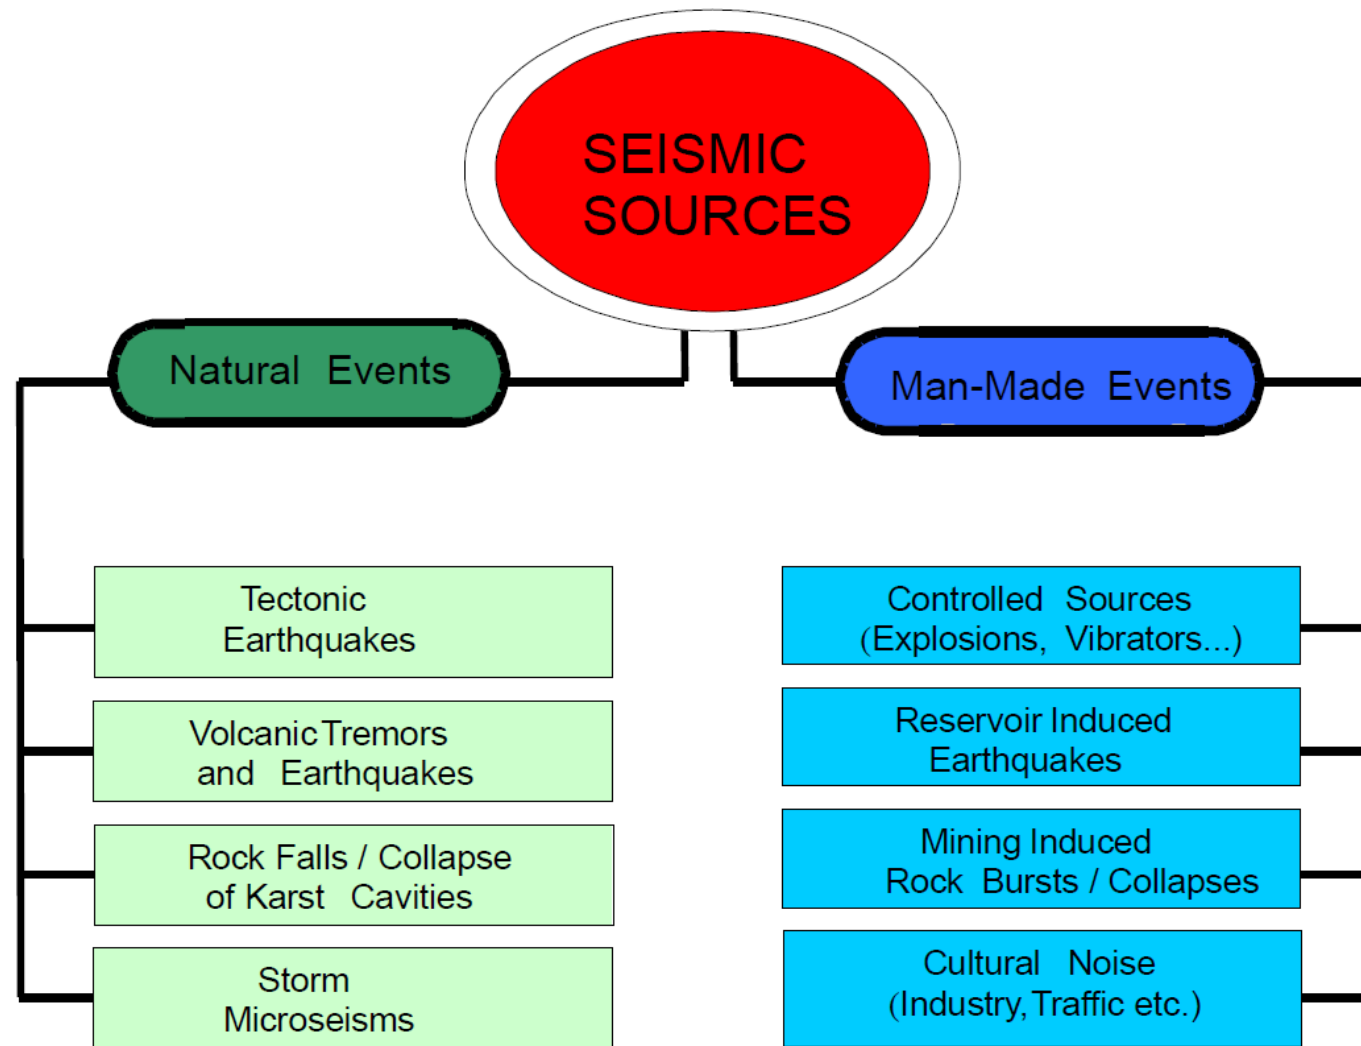 SEISMIC
SOURCES
Natural Events
Man-Made Events
Tectonic
Earthquakes
Volcanic Tremors
and Earthquakes
Rock Falls / Collapse
of Karst Cavities
Storm
Microseisms
Controlled Sources
(Explosions, Vibrators...)
Reservoir Induced
Earthquakes
Mining Induced
Rock Bursts / Collapses
Cultural Noise
(Industry, Traffic etc.)